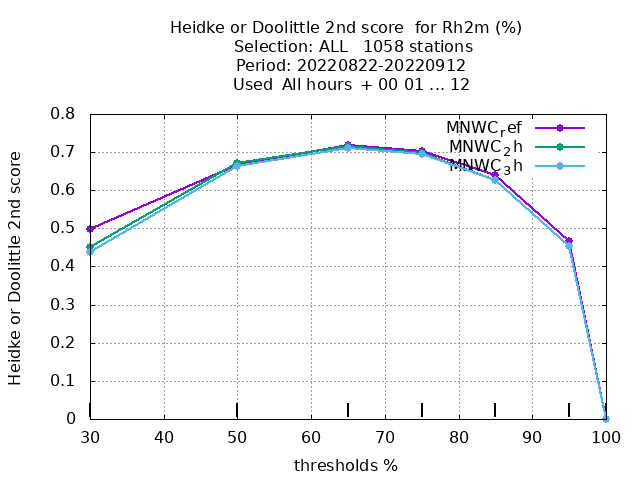 Heidke or Doolittle 2nd score  for Rh2m (%)
Selection: ALL   1058 stations
Period: 20220822-20220912
Used  All hours  + 00 01 ... 12
Heidke or Doolittle 2nd score
0.8
0.7
0.6
0.5
0.4
0.3
0.2
0.1
0
MNWC_ref
MNWC_2h
MNWC_3h
30 40 50 60 70 80 90 100
thresholds %